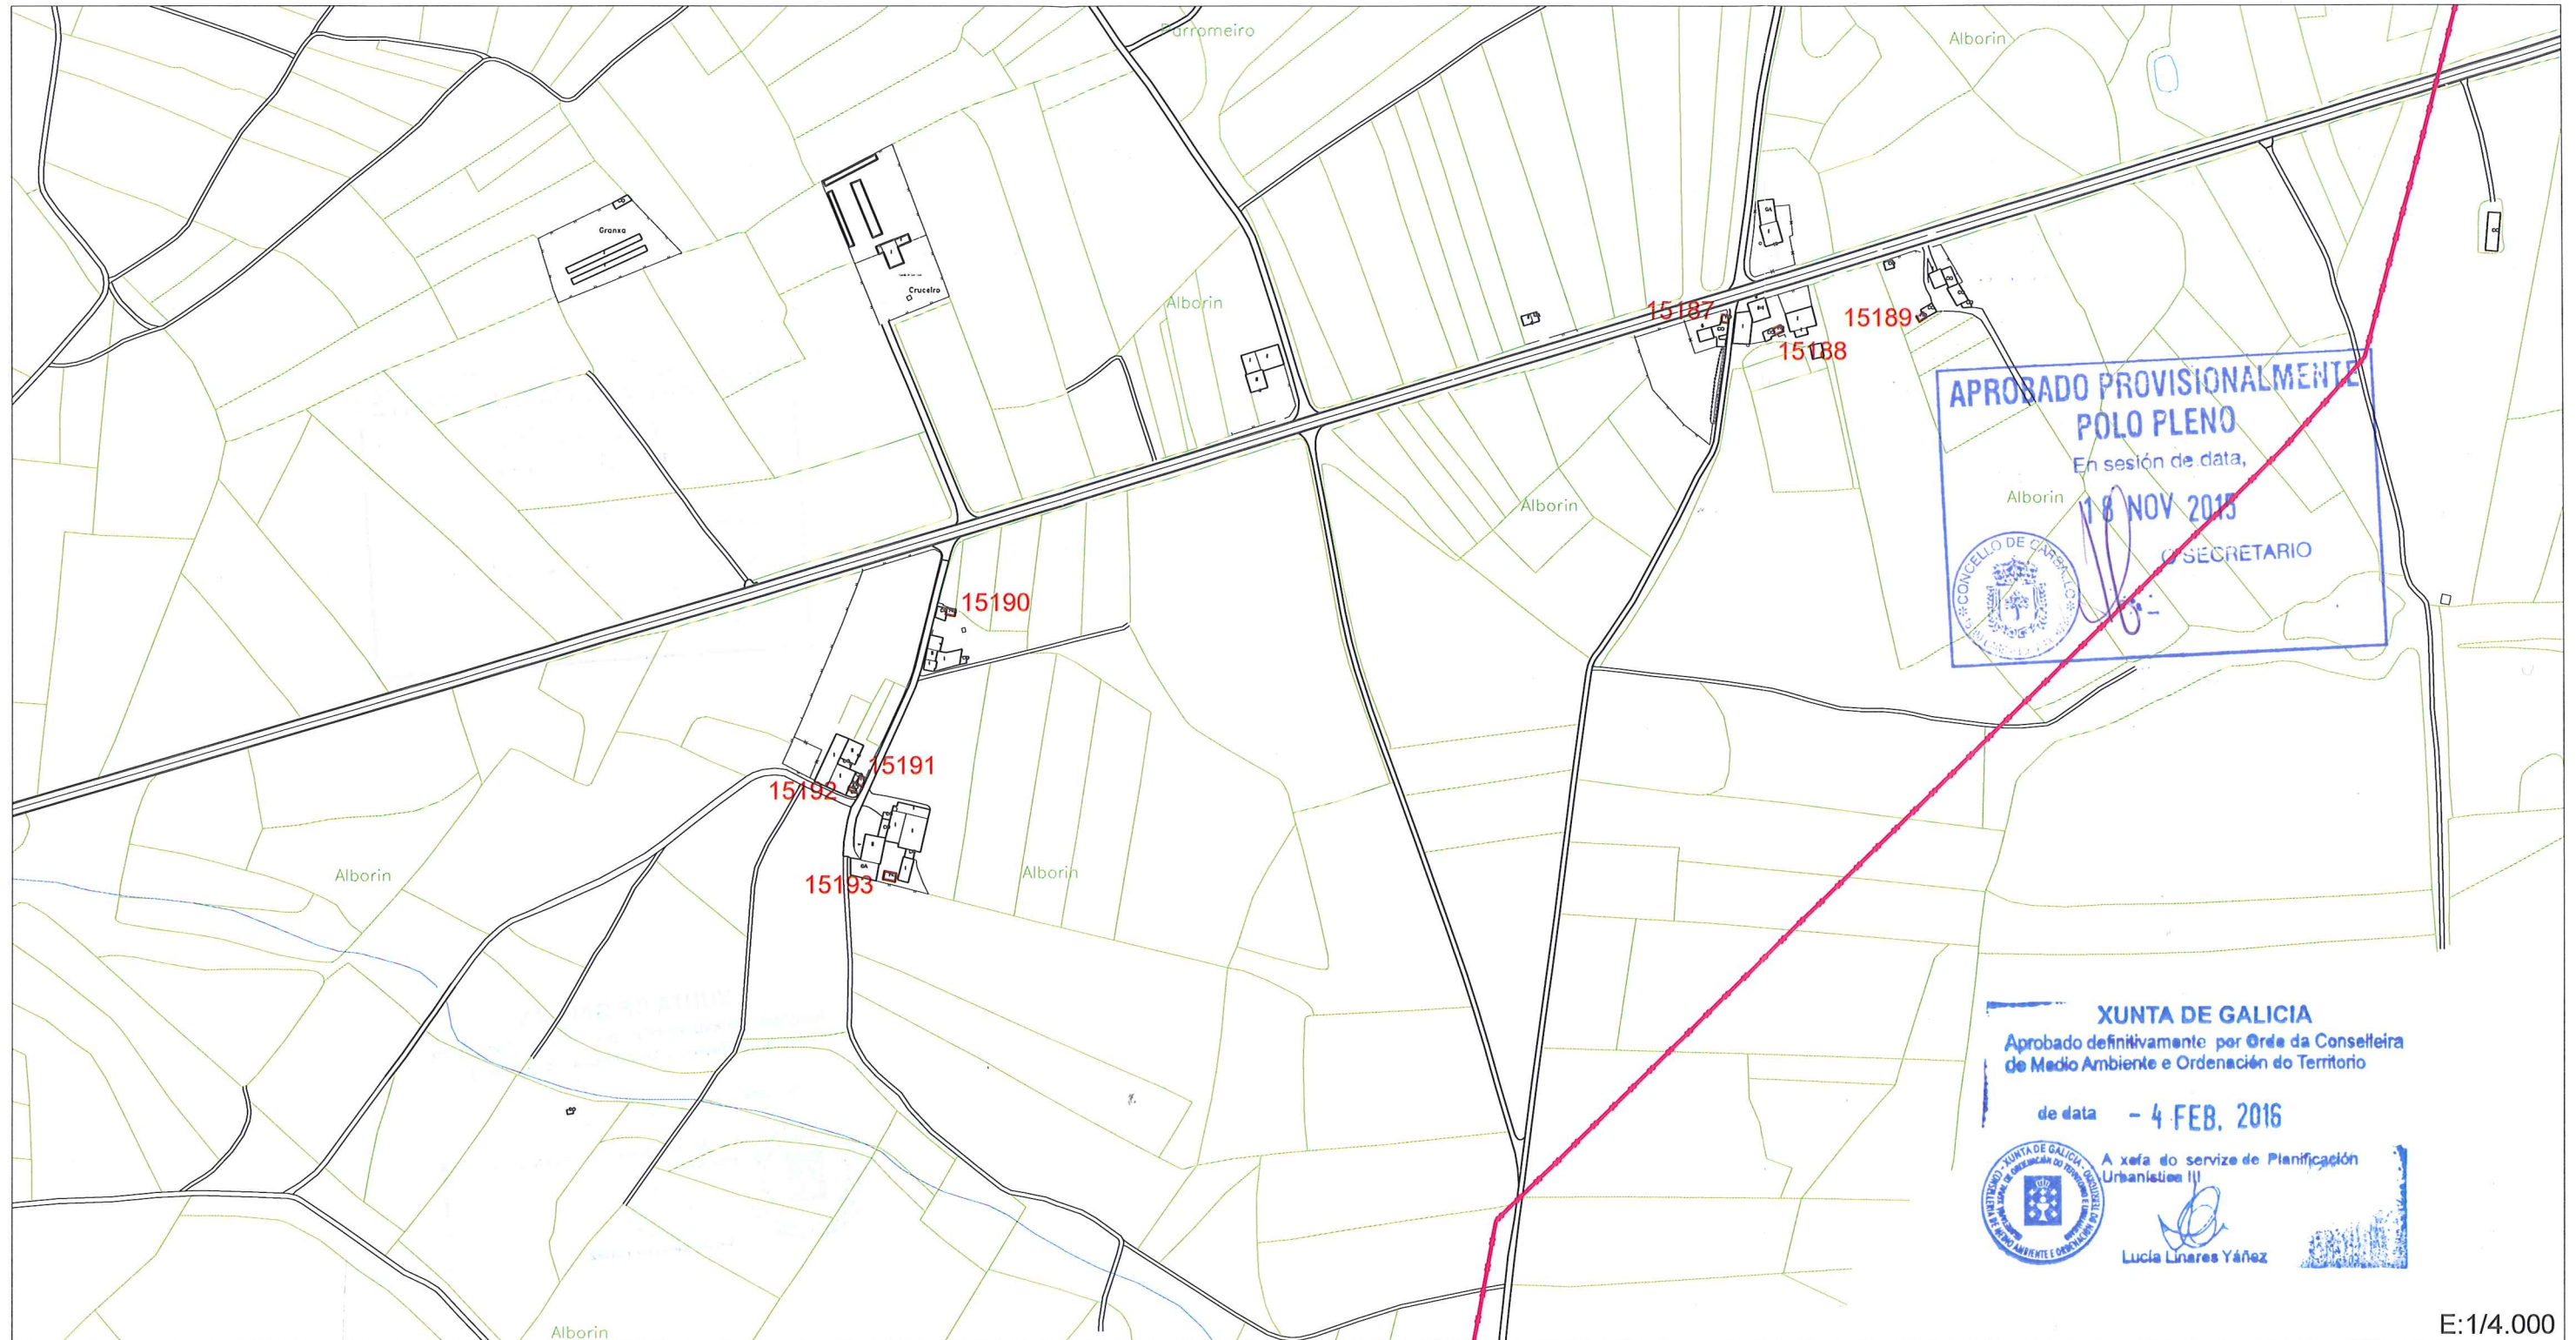 Parromeiro
Alborin
Granxa
Cruceiro
Alborin
15187
15188
15189
APROBADO PROVISIONALMENTE
POLO PLENO
En sesión de data,
Alborin
18 NOV 2015
O SECRETARIO
CONCELLO DE CARBALLO
Alborin
15190
15191
15192
15193
Alborin
Alborin
XUNTA DE GALICIA
Aprobado definitivamente por Orde da Conselleira
de Medio Ambiente e Ordenación do Territorio
de data - 4 FEB. 2016
A xefa do servizo de Planificación
Urbanística III
XUNTA DE GALICIA
Lucía Linares Yáñez
Alborin
E:1/4.000